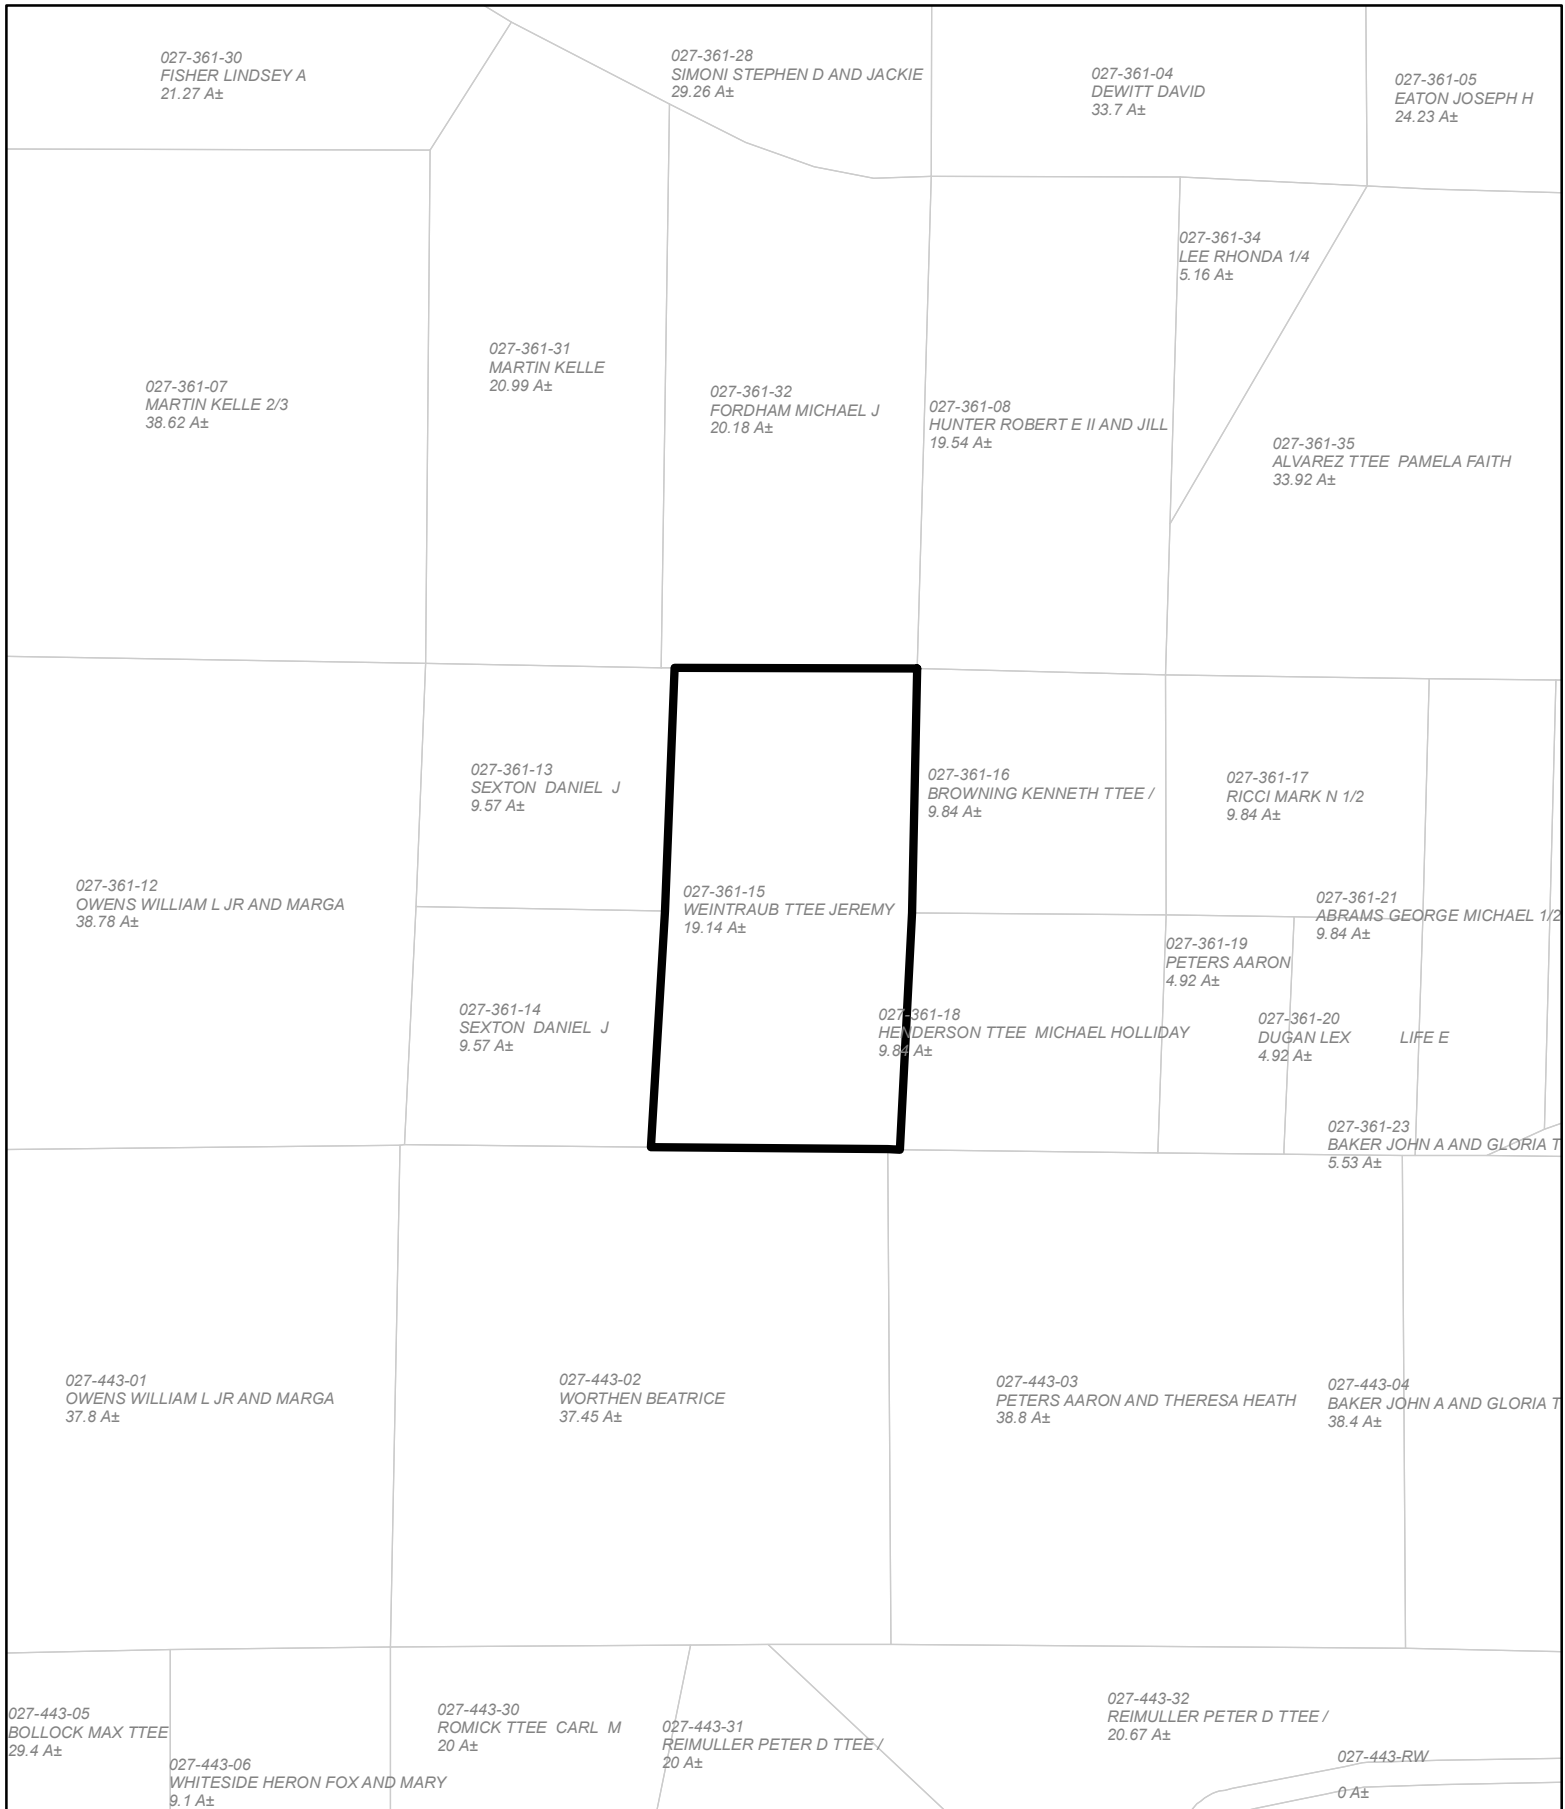 027-361-30
FISHER LINDSEY A
21.27 A±
027-361-28
SIMONI STEPHEN D AND JACKIE
29.26 A±
027-361-04
DEWITT DAVID
33.7 A±
027-361-05
EATON JOSEPH H
24.23 A±
027-361-34
LEE RHONDA 1/4
5.16 A±
027-361-07
MARTIN KELLE 2/3
38.62 A±
027-361-31
MARTIN KELLE
20.99 A±
027-361-32
FORDHAM MICHAEL J
20.18 A±
027-361-08
HUNTER ROBERT E II AND JILL
19.54 A±
027-361-35
ALVAREZ TTEE PAMELA FAITH
33.92 A±
027-361-13
SEXTON DANIEL J
9.57 A±
027-361-16
BROWNING KENNETH TTEE /
9.84 A±
027-361-17
RICCI MARK N 1/2
9.84 A±
027-361-12
OWENS WILLIAM L JR AND MARGA
38.78 A±
027-361-15
WEINTRAUB TTEE JEREMY
19.14 A±
027-361-21
ABRAMS GEORGE MICHAEL 1/2
9.84 A±
027-361-19
PETERS AARON
4.92 A±
027-361-14
SEXTON DANIEL J
9.57 A±
027-361-18
HENDERSON TTEE MICHAEL HOLLIDAY
9.84 A±
027-361-20
DUGAN LEX LIFE E
4.92 A±
027-361-23
BAKER JOHN A AND GLORIA T
5.53 A±
027-443-01
OWENS WILLIAM L JR AND MARGA
37.8 A±
027-443-02
WORTHEN BEATRICE
37.45 A±
027-443-03
PETERS AARON AND THERESA HEATH
38.8 A±
027-443-04
BAKER JOHN A AND GLORIA T
38.4 A±
027-443-05
BOLLOCK MAX TTEE
29.4 A±
027-443-06
WHITESIDE HERON FOX AND MARY
9.1 A±
027-443-30
ROMICK TTEE CARL M
20 A±
027-443-31
REIMULLER PETER D TTEE /
20 A±
027-443-32
REIMULLER PETER D TTEE /
20.67 A±
027-443-RW
0 A±